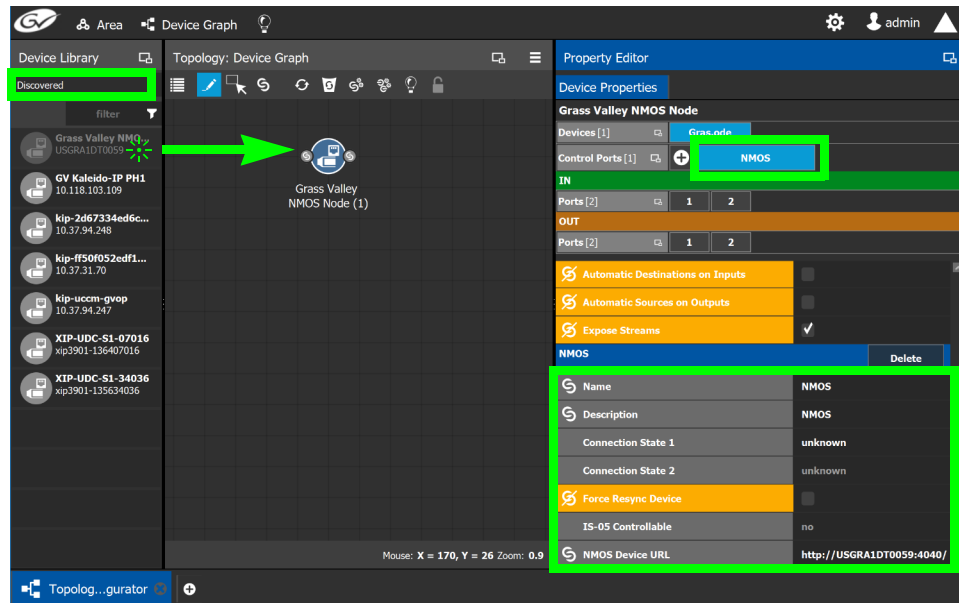 GV Area Device Graph admin
Device Library
Discovered
filter
Grass Valley NMO...
USGRA1DT0059
GV Kaleido-IP PH1
10.118.103.109
kip-2d67334ed6c...
10.37.94.248
kip-ff50f052edf1...
10.37.31.70
kip-uccm-gvop
10.37.94.247
XIP-UDC-S1-07016
xip3901-136407016
XIP-UDC-S1-34036
xip3901-135634036
Topology: Device Graph
Grass Valley
NMOS Node (1)
Mouse: X = 170, Y = 26 Zoom: 0.9
Property Editor
Device Properties
Grass Valley NMOS Node
Devices [1] Gras...ode
Control Ports [1] NMOS
IN
Ports [2] 1 2
OUT
Ports [2] 1 2
Automatic Destinations on Inputs
Automatic Sources on Outputs
Expose Streams
NMOS Delete
Name NMOS
Description NMOS
Connection State 1 unknown
Connection State 2 unknown
Force Resync Device
IS-05 Controllable no
NMOS Device URL http://USGRA1DT0059:4040/
Topolog...gurator